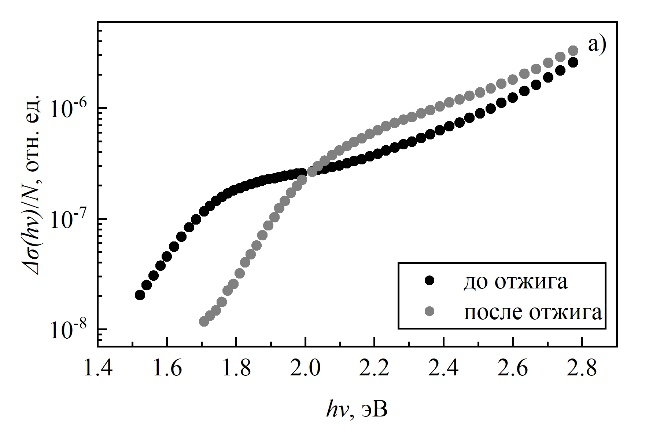 а)
Δσ(hν)/N, отн. ед.
10⁻⁶
10⁻⁷
10⁻⁸
до отжига
после отжига
1.4 1.6 1.8 2.0 2.2 2.4 2.6 2.8
hν, эВ